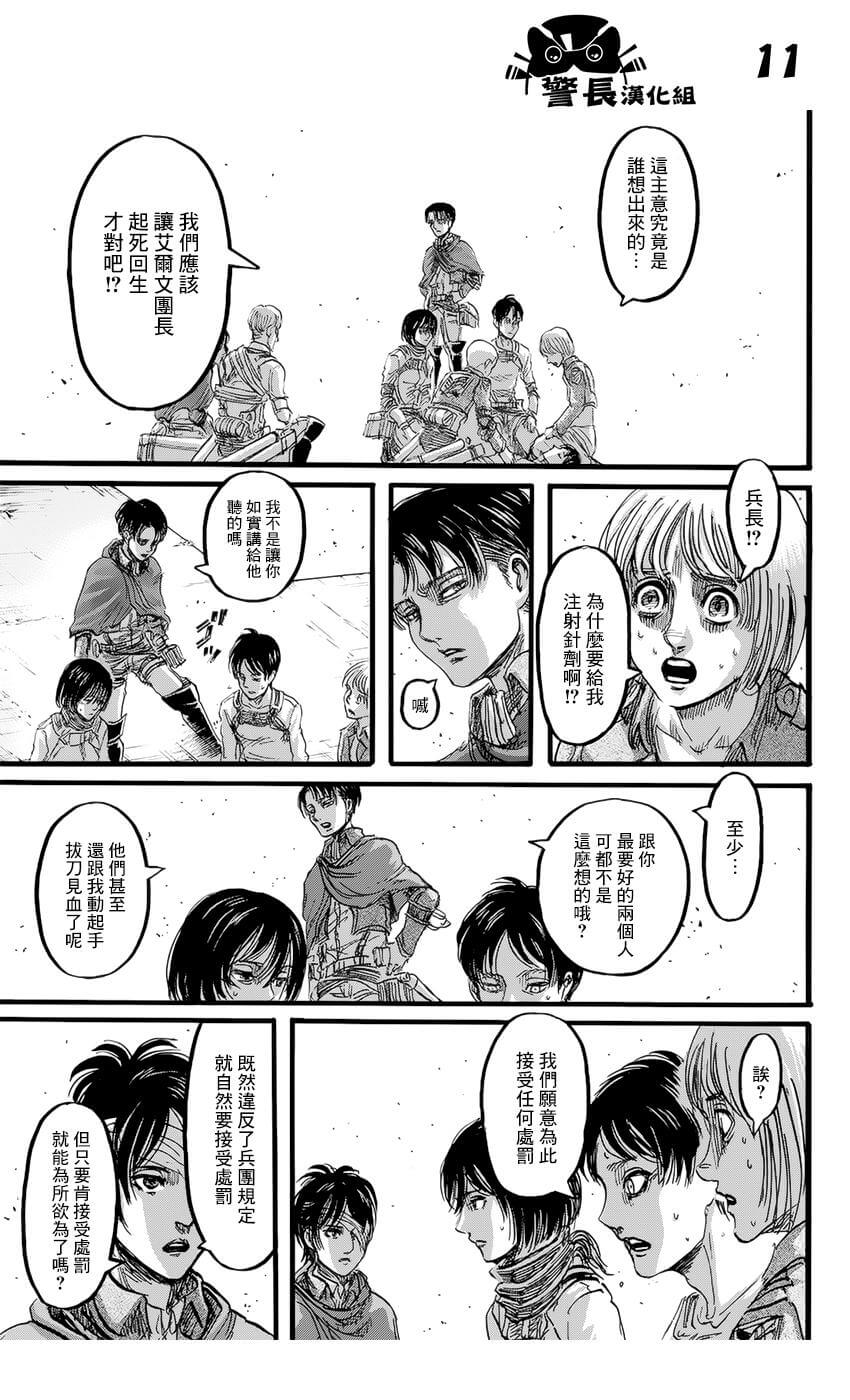 警長漢化組
11
這主意究竟是
誰想出來的…
我們應該
讓艾爾文團長
起死回生
才對吧!?
兵長!?
為什麼要給我
注射針劑啊!?
嘁
我不是讓你
如實講給他
聽的嗎
至少…
跟你
最要好的兩個人
可都不是
這麼想的哦?
他們甚至
還跟我動起手
拔刀見血了呢
誒?
我們願意為此
接受任何處罰
既然違反了兵團規定
就自然要接受處罰
但只要肯接受處罰
就能為所欲為了嗎?